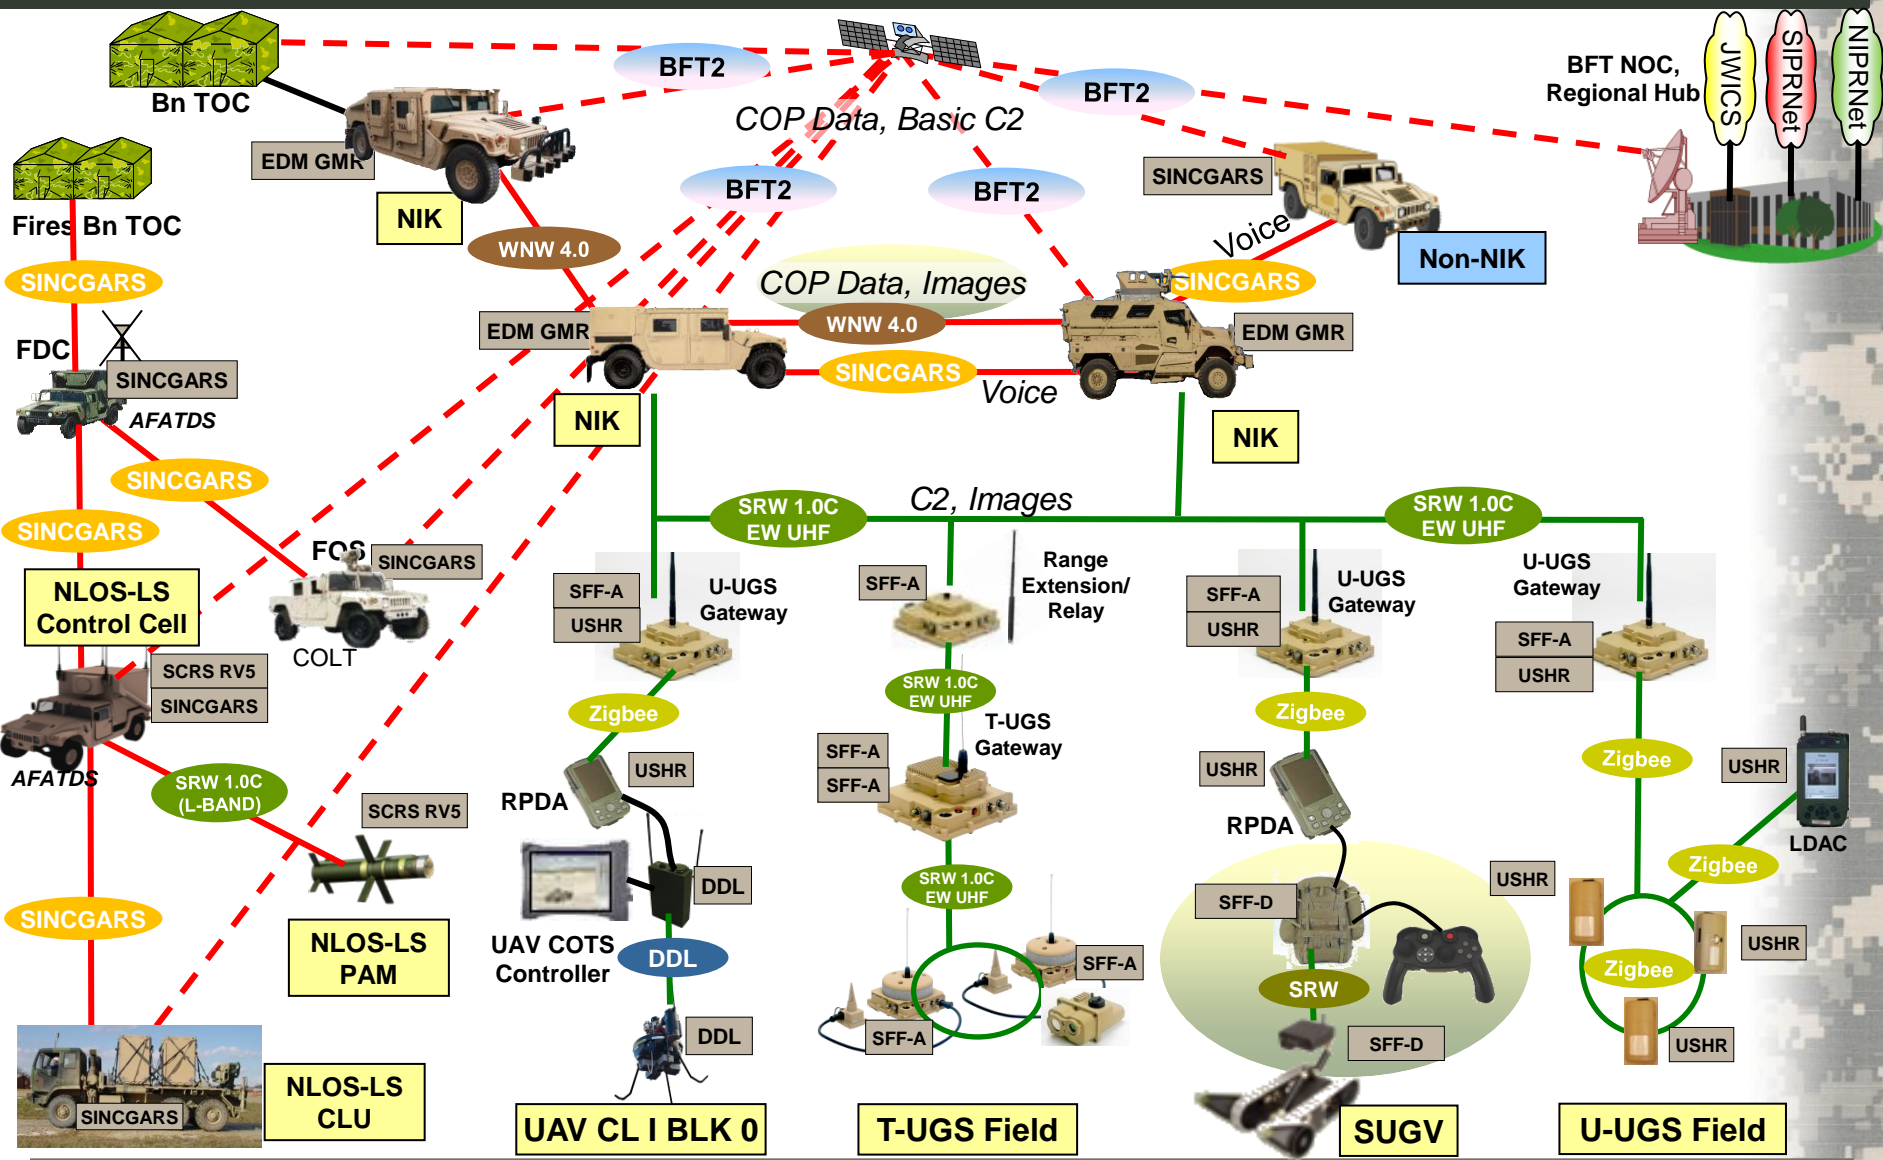 BFT2
Bn TOC
COP Data, Basic C2
BFT2
BFT NOC,
Regional Hub
JWICS
SIPRNet
NIPRNet
EDM GMR
NIK
BFT2
BFT2
SINCGARS
Fires Bn TOC
WNW 4.0
Voice
Non-NIK
SINCGARS
COP Data, Images
SINCGARS
EDM GMR
WNW 4.0
EDM GMR
FDC
SINCGARS
AFATDS
SINCGARS
Voice
NIK
NIK
SINCGARS
C2, Images
SRW 1.0C
EW UHF
SRW 1.0C
EW UHF
SINCGARS
FOS
SINCGARS
COLT
NLOS-LS
Control Cell
SFF-A
USHR
U-UGS
Gateway
SFF-A
Range
Extension/
Relay
SFF-A
USHR
U-UGS
Gateway
U-UGS
Gateway
SFF-A
USHR
SCRS RV5
SINCGARS
AFATDS
Zigbee
SRW 1.0C
EW UHF
Zigbee
T-UGS
Gateway
SFF-A
SFF-A
Zigbee
SRW 1.0C
(L-BAND)
SCRS RV5
USHR
RPDA
USHR
RPDA
USHR
LDAC
Zigbee
DDL
SRW 1.0C
EW UHF
SFF-D
USHR
SINCGARS
NLOS-LS
PAM
UAV COTS
Controller
DDL
SFF-A
SRW
USHR
Zigbee
SFF-A
DDL
SFF-D
USHR
SINCGARS
NLOS-LS
CLU
UAV CL I BLK 0
T-UGS Field
SUGV
U-UGS Field